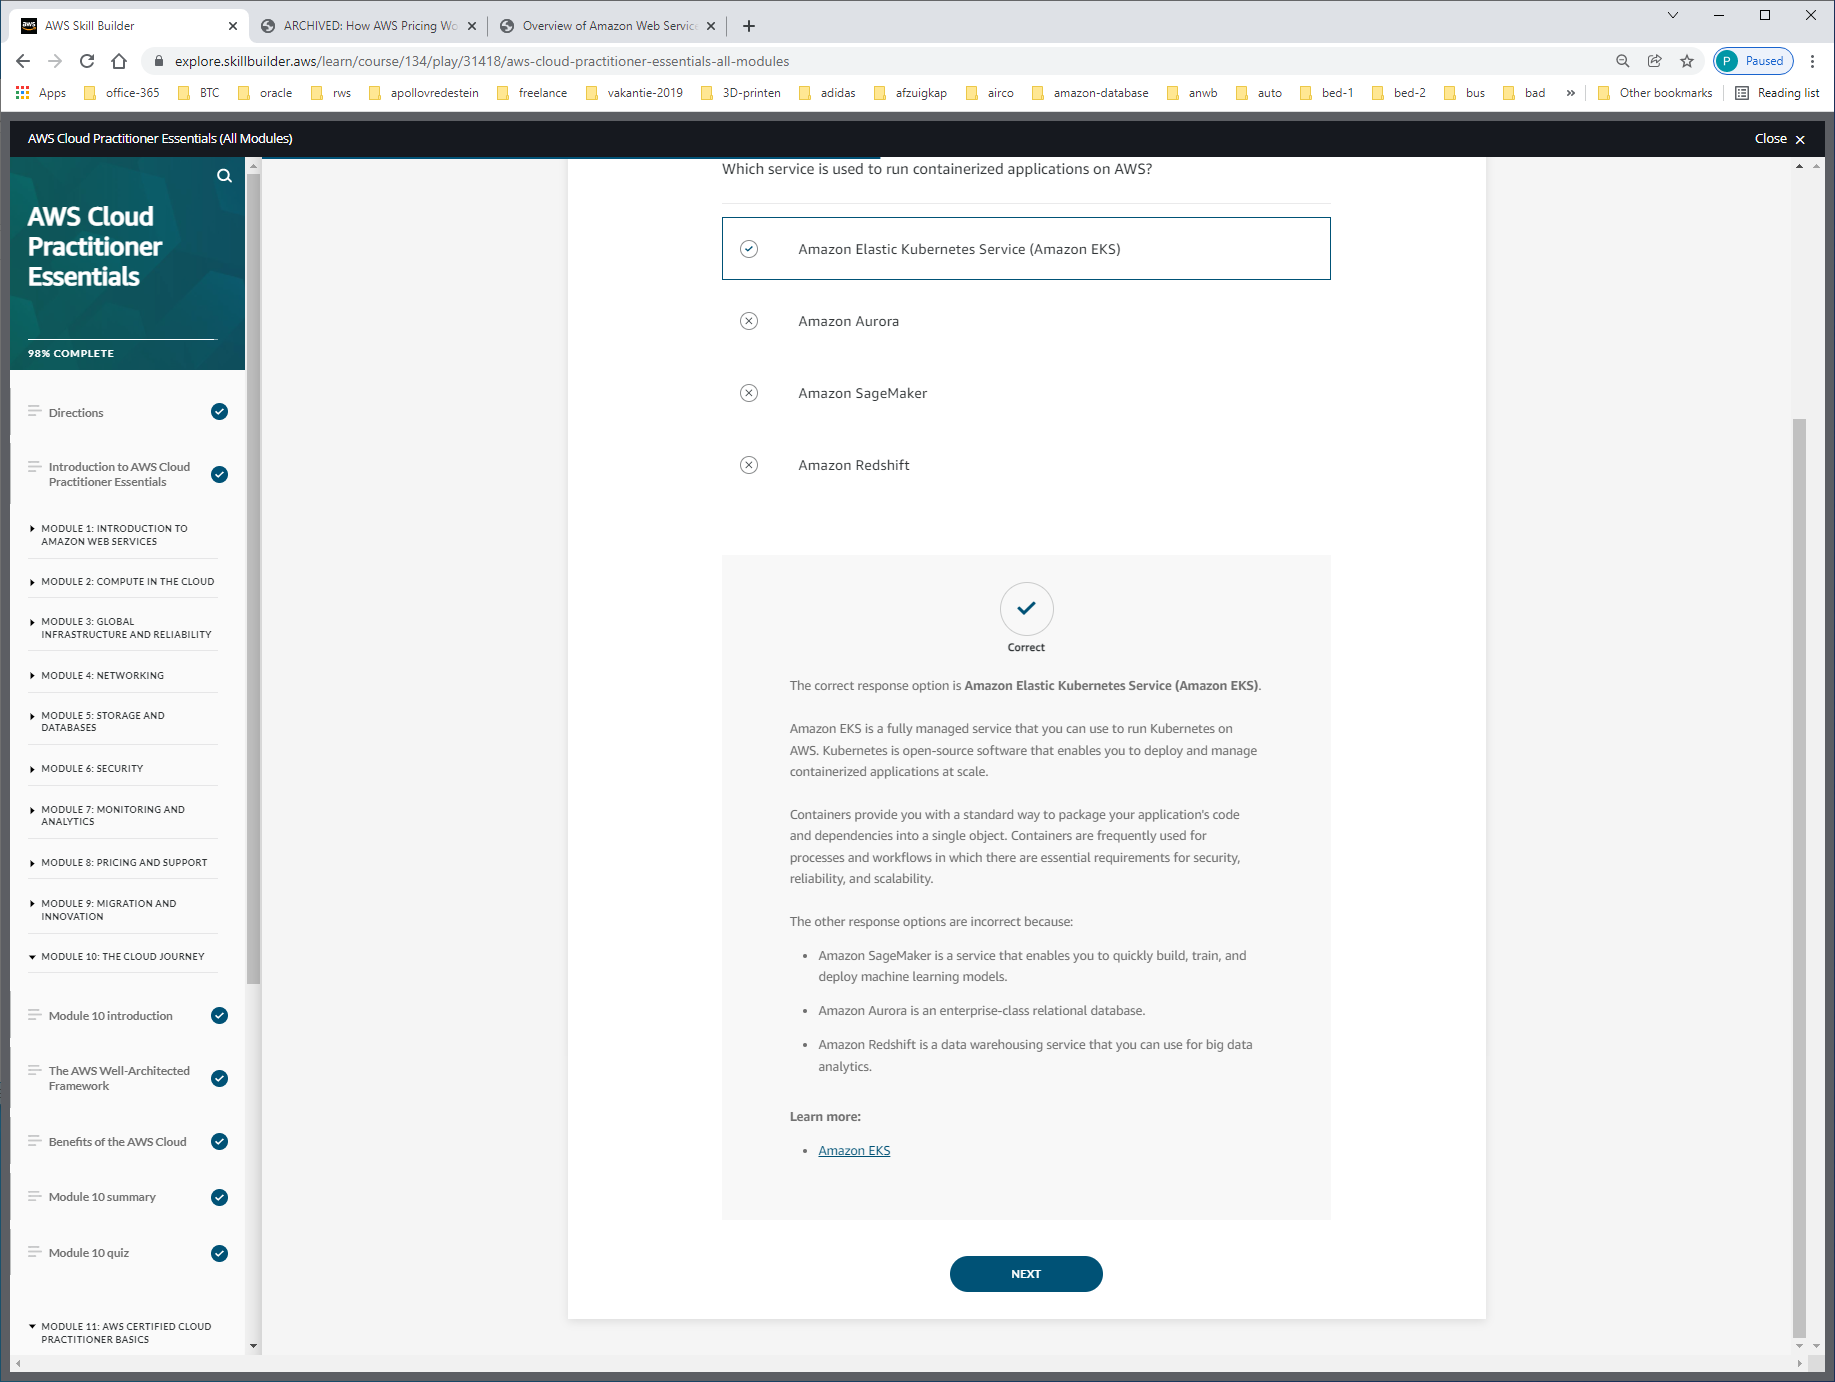 AWS Skill Builder
ARCHIVED: How AWS Pricing Wo
Overview of Amazon Web Service
explore.skillbuilder.aws/learn/course/134/play/31418/aws-cloud-practitioner-essentials-all-modules
P Paused
Apps office-365 BTC oracle rws apollovredestein freelance vakantie-2019 3D-printen adidas afzuigkap airco amazon-database anwb auto bed-1 bed-2 bus bad » Other bookmarks Reading list
AWS Cloud Practitioner Essentials (All Modules)
Close
AWS Cloud
Practitioner
Essentials
98% COMPLETE
Directions
Introduction to AWS Cloud
Practitioner Essentials
MODULE 1: INTRODUCTION TO
AMAZON WEB SERVICES
MODULE 2: COMPUTE IN THE CLOUD
MODULE 3: GLOBAL
INFRASTRUCTURE AND RELIABILITY
MODULE 4: NETWORKING
MODULE 5: STORAGE AND
DATABASES
MODULE 6: SECURITY
MODULE 7: MONITORING AND
ANALYTICS
MODULE 8: PRICING AND SUPPORT
MODULE 9: MIGRATION AND
INNOVATION
MODULE 10: THE CLOUD JOURNEY
Module 10 introduction
The AWS Well-Architected
Framework
Benefits of the AWS Cloud
Module 10 summary
Module 10 quiz
MODULE 11: AWS CERTIFIED CLOUD
PRACTITIONER BASICS
Which service is used to run containerized applications on AWS?
Amazon Elastic Kubernetes Service (Amazon EKS)
Amazon Aurora
Amazon SageMaker
Amazon Redshift
Correct
The correct response option is Amazon Elastic Kubernetes Service (Amazon EKS).
Amazon EKS is a fully managed service that you can use to run Kubernetes on
AWS. Kubernetes is open-source software that enables you to deploy and manage
containerized applications at scale.
Containers provide you with a standard way to package your application's code
and dependencies into a single object. Containers are frequently used for
processes and workflows in which there are essential requirements for security,
reliability, and scalability.
The other response options are incorrect because:
• Amazon SageMaker is a service that enables you to quickly build, train, and
deploy machine learning models.
• Amazon Aurora is an enterprise-class relational database.
• Amazon Redshift is a data warehousing service that you can use for big data
analytics.
Learn more:
• Amazon EKS
NEXT